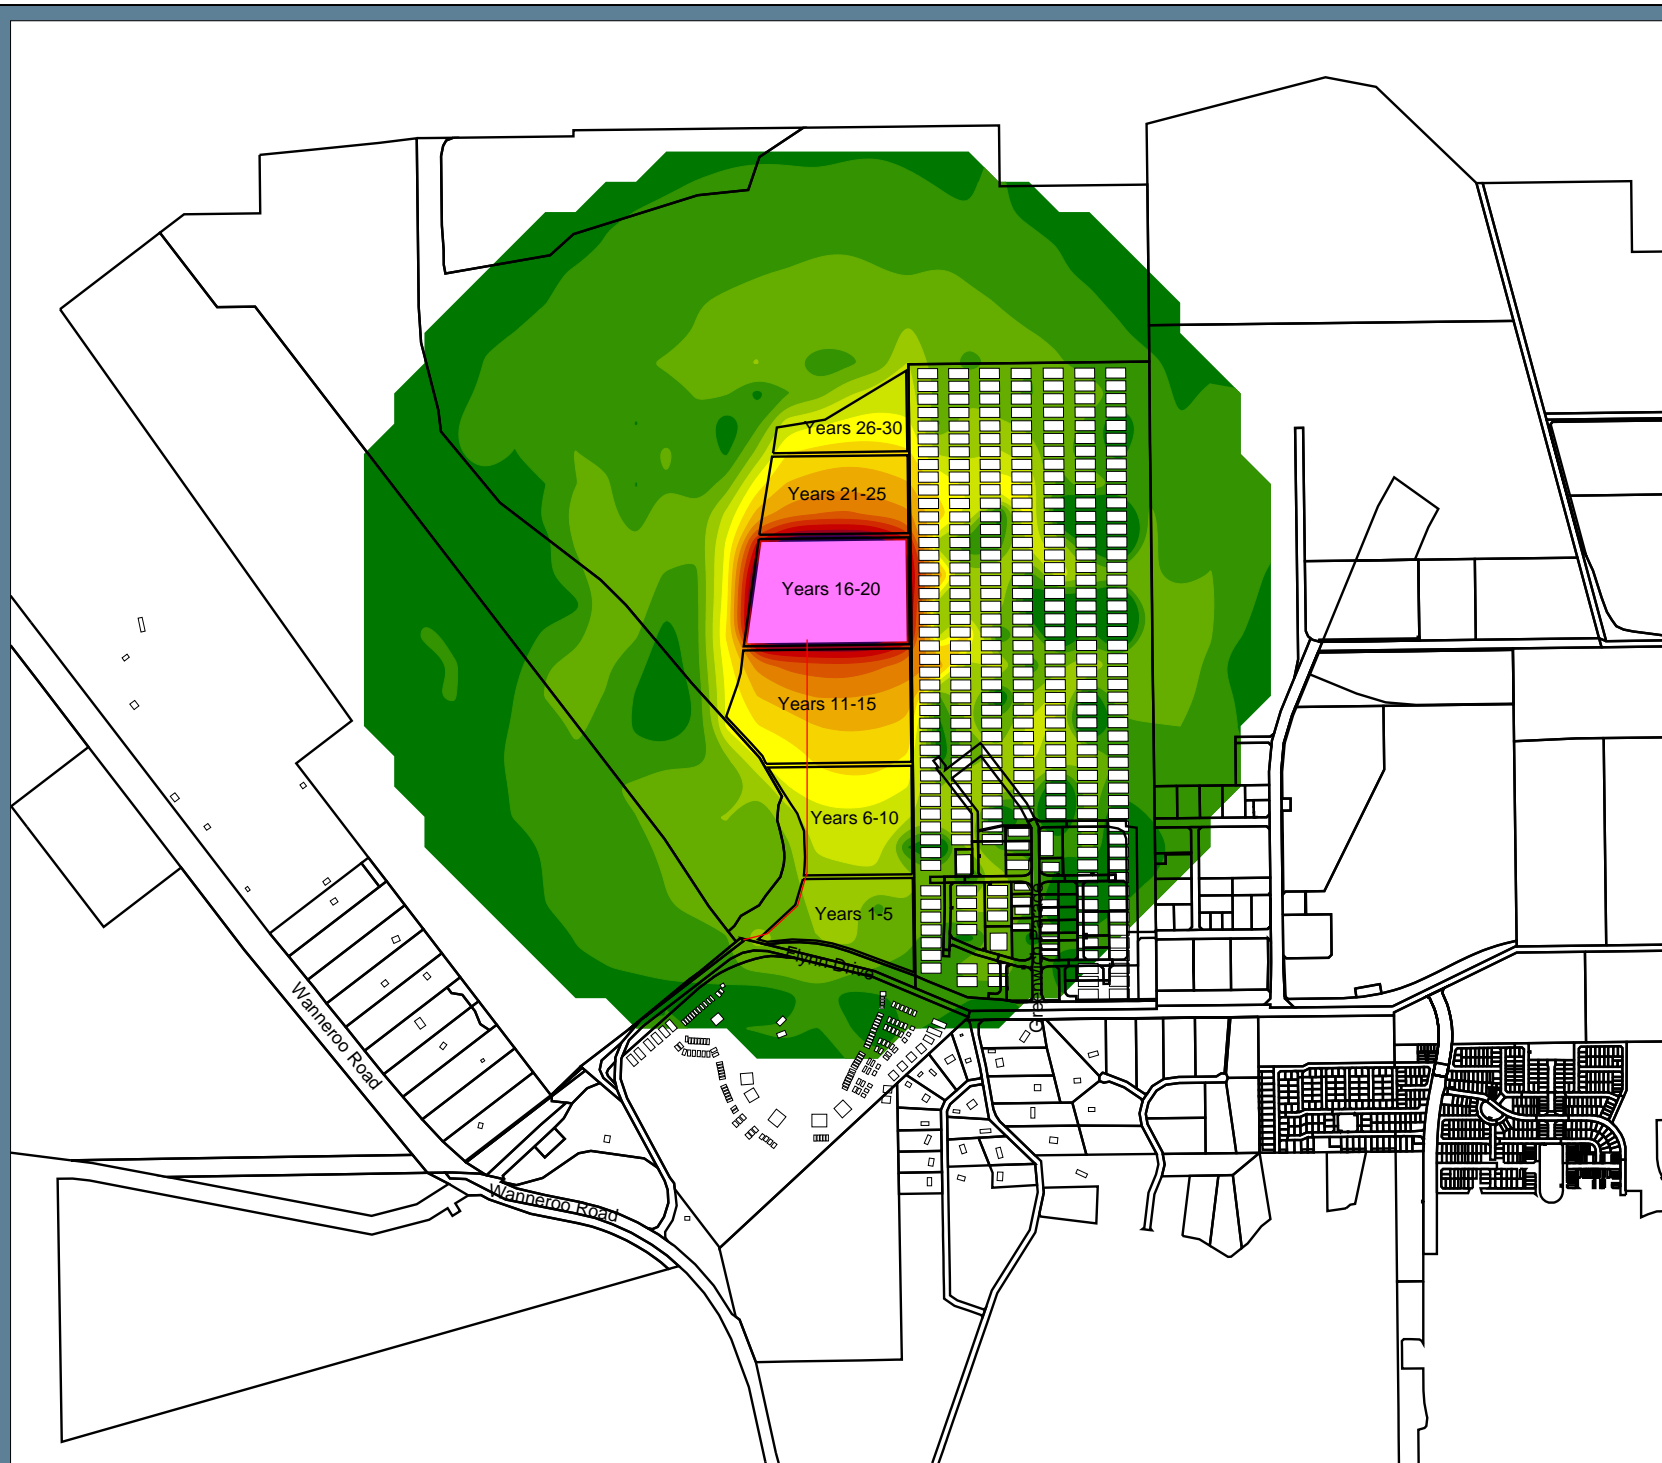 Years 26-30
Years 21-25
Years 16-20
Years 11-15
Years 6-10
Years 1-5
Flynn Drive
Wanneroo Road
Wanneroo Road